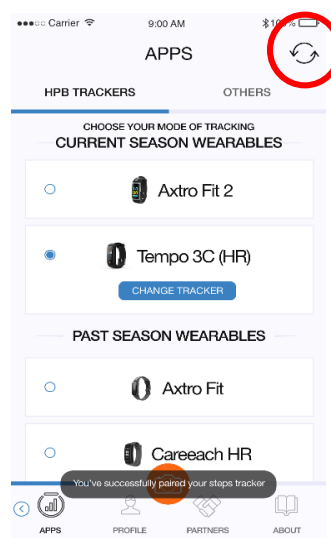 Carrier 9:00 AM 100%
APPS
HPB TRACKERS OTHERS
CHOOSE YOUR MODE OF TRACKING
CURRENT SEASON WEARABLES
Axtro Fit 2
Tempo 3C (HR)
CHANGE TRACKER
PAST SEASON WEARABLES
Axtro Fit
Careeach HR
You've successfully paired your steps tracker
APPS PROFILE PARTNERS ABOUT